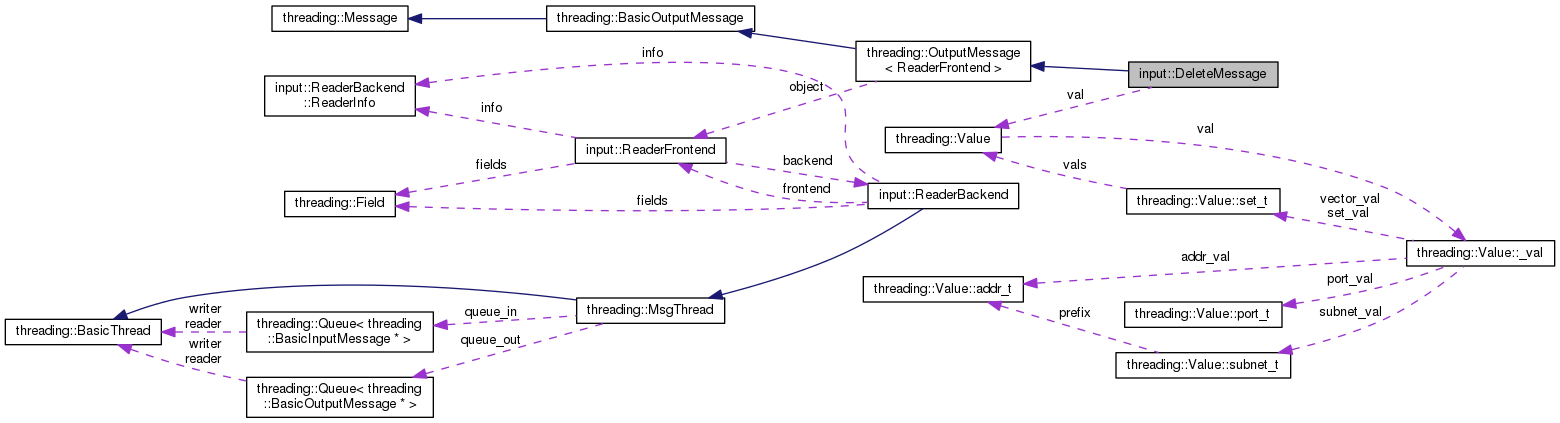 threading::Message
threading::BasicOutputMessage
threading::OutputMessage
< ReaderFrontend >
input::DeleteMessage
info
input::ReaderBackend
::ReaderInfo
object
val
info
threading::Value
val
input::ReaderFrontend
fields
backend
vals
frontend
input::ReaderBackend
threading::Field
fields
threading::Value::set_t
vector_val
set_val
threading::Value::_val
addr_val
threading::Value::addr_t
port_val
threading::Value::port_t
subnet_val
prefix
threading::Value::subnet_t
threading::MsgThread
queue_in
writer
reader
threading::Queue< threading
::BasicInputMessage * >
threading::BasicThread
queue_out
writer
reader
threading::Queue< threading
::BasicOutputMessage * >